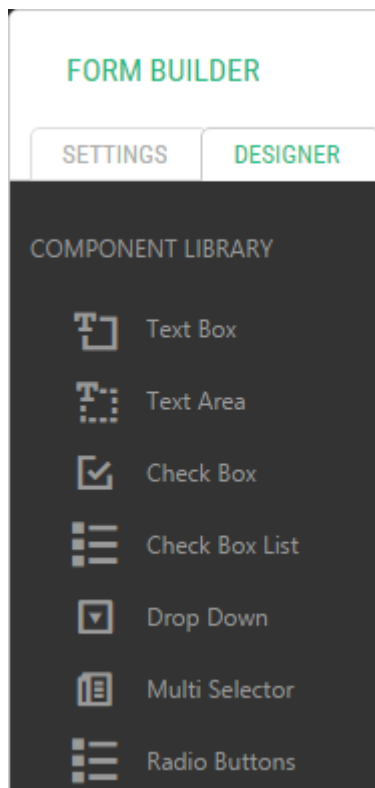 FORM BUILDER
SETTINGS
DESIGNER
COMPONENT LIBRARY
Text Box
Text Area
Check Box
Check Box List
Drop Down
Multi Selector
Radio Buttons